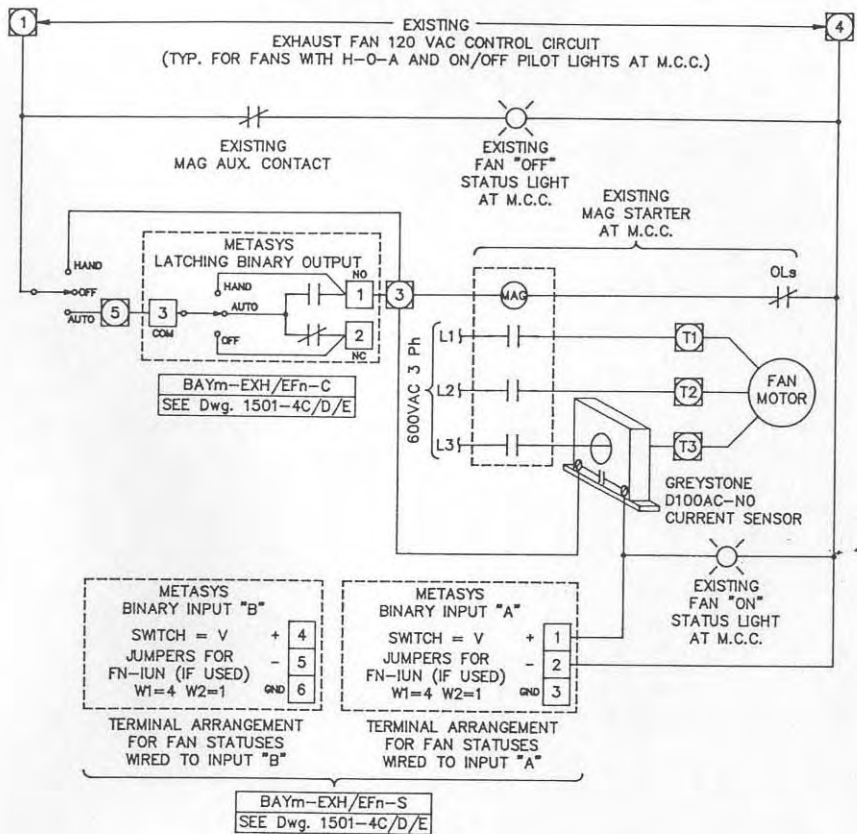 1
EXISTING
4
EXHAUST FAN 120 VAC CONTROL CIRCUIT
(TYP. FOR FANS WITH H-O-A AND ON/OFF PILOT LIGHTS AT M.C.C.)
EXISTING
MAG AUX. CONTACT
EXISTING
FAN "OFF"
STATUS LIGHT
AT M.C.C.
EXISTING
MAG STARTER
AT M.C.C.
HAND
OFF
AUTO
5
METASYS
LATCHING BINARY OUTPUT
3
COM
HAND
AUTO
OFF
NO
1
2
NC
3
MAG
OLs
BAYm-EXH/EFn-C
SEE Dwg. 1501-4C/D/E
600VAC 3 Ph
L1
L2
L3
T1
T2
T3
FAN
MOTOR
GREYSTONE
D100AC-NO
CURRENT SENSOR
EXISTING
FAN "ON"
STATUS LIGHT
AT M.C.C.
METASYS
BINARY INPUT "B"
SWITCH = V + 4
JUMPERS FOR - 5
FN-IUN (IF USED)
W1=4 W2=1 GND 6
TERMINAL ARRANGEMENT
FOR FAN STATUSES
WIRED TO INPUT "B"
METASYS
BINARY INPUT "A"
SWITCH = V + 1
JUMPERS FOR - 2
FN-IUN (IF USED)
W1=4 W2=1 GND 3
TERMINAL ARRANGEMENT
FOR FAN STATUSES
WIRED TO INPUT "A"
BAYm-EXH/EFn-S
SEE Dwg. 1501-4C/D/E